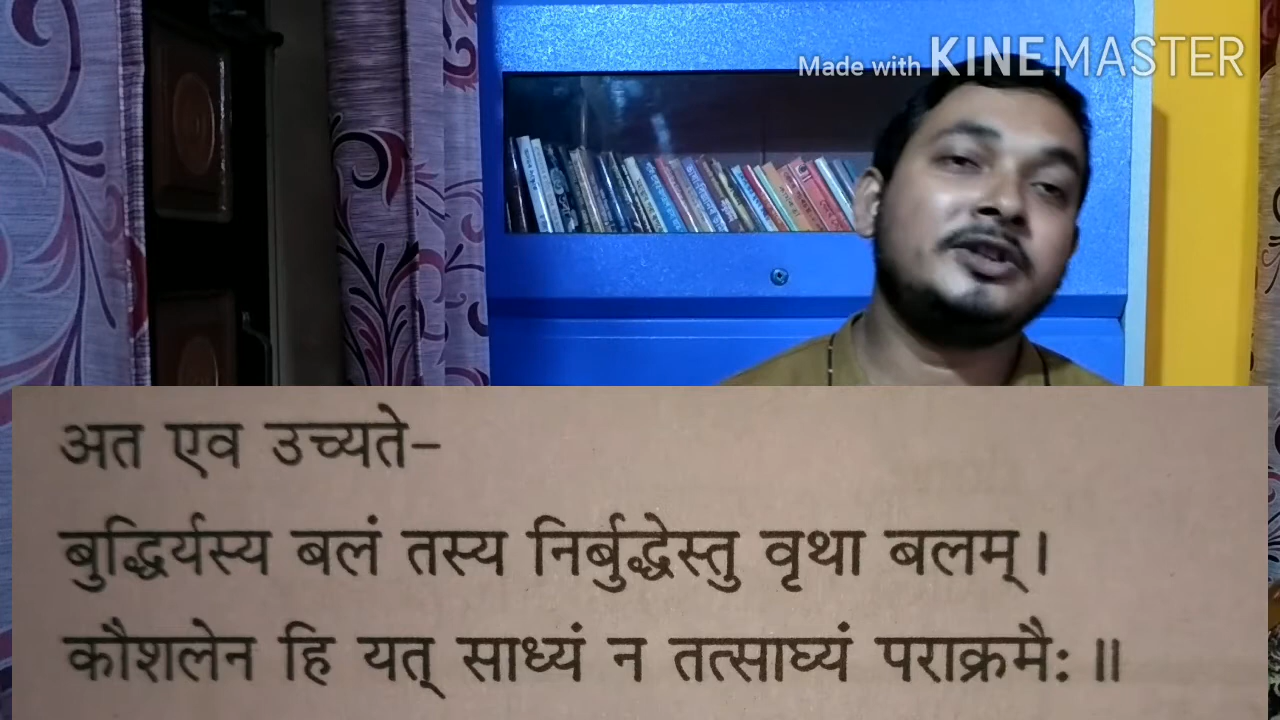 Made with KINEMASTER
अत एव उच्यते-
बुद्धिर्यस्य बलं तस्य निर्बुद्धेस्तु वृथा बलम्।
कौशलेन हि यत् साध्यं न तत्साघ्यं पराक्रमैः॥